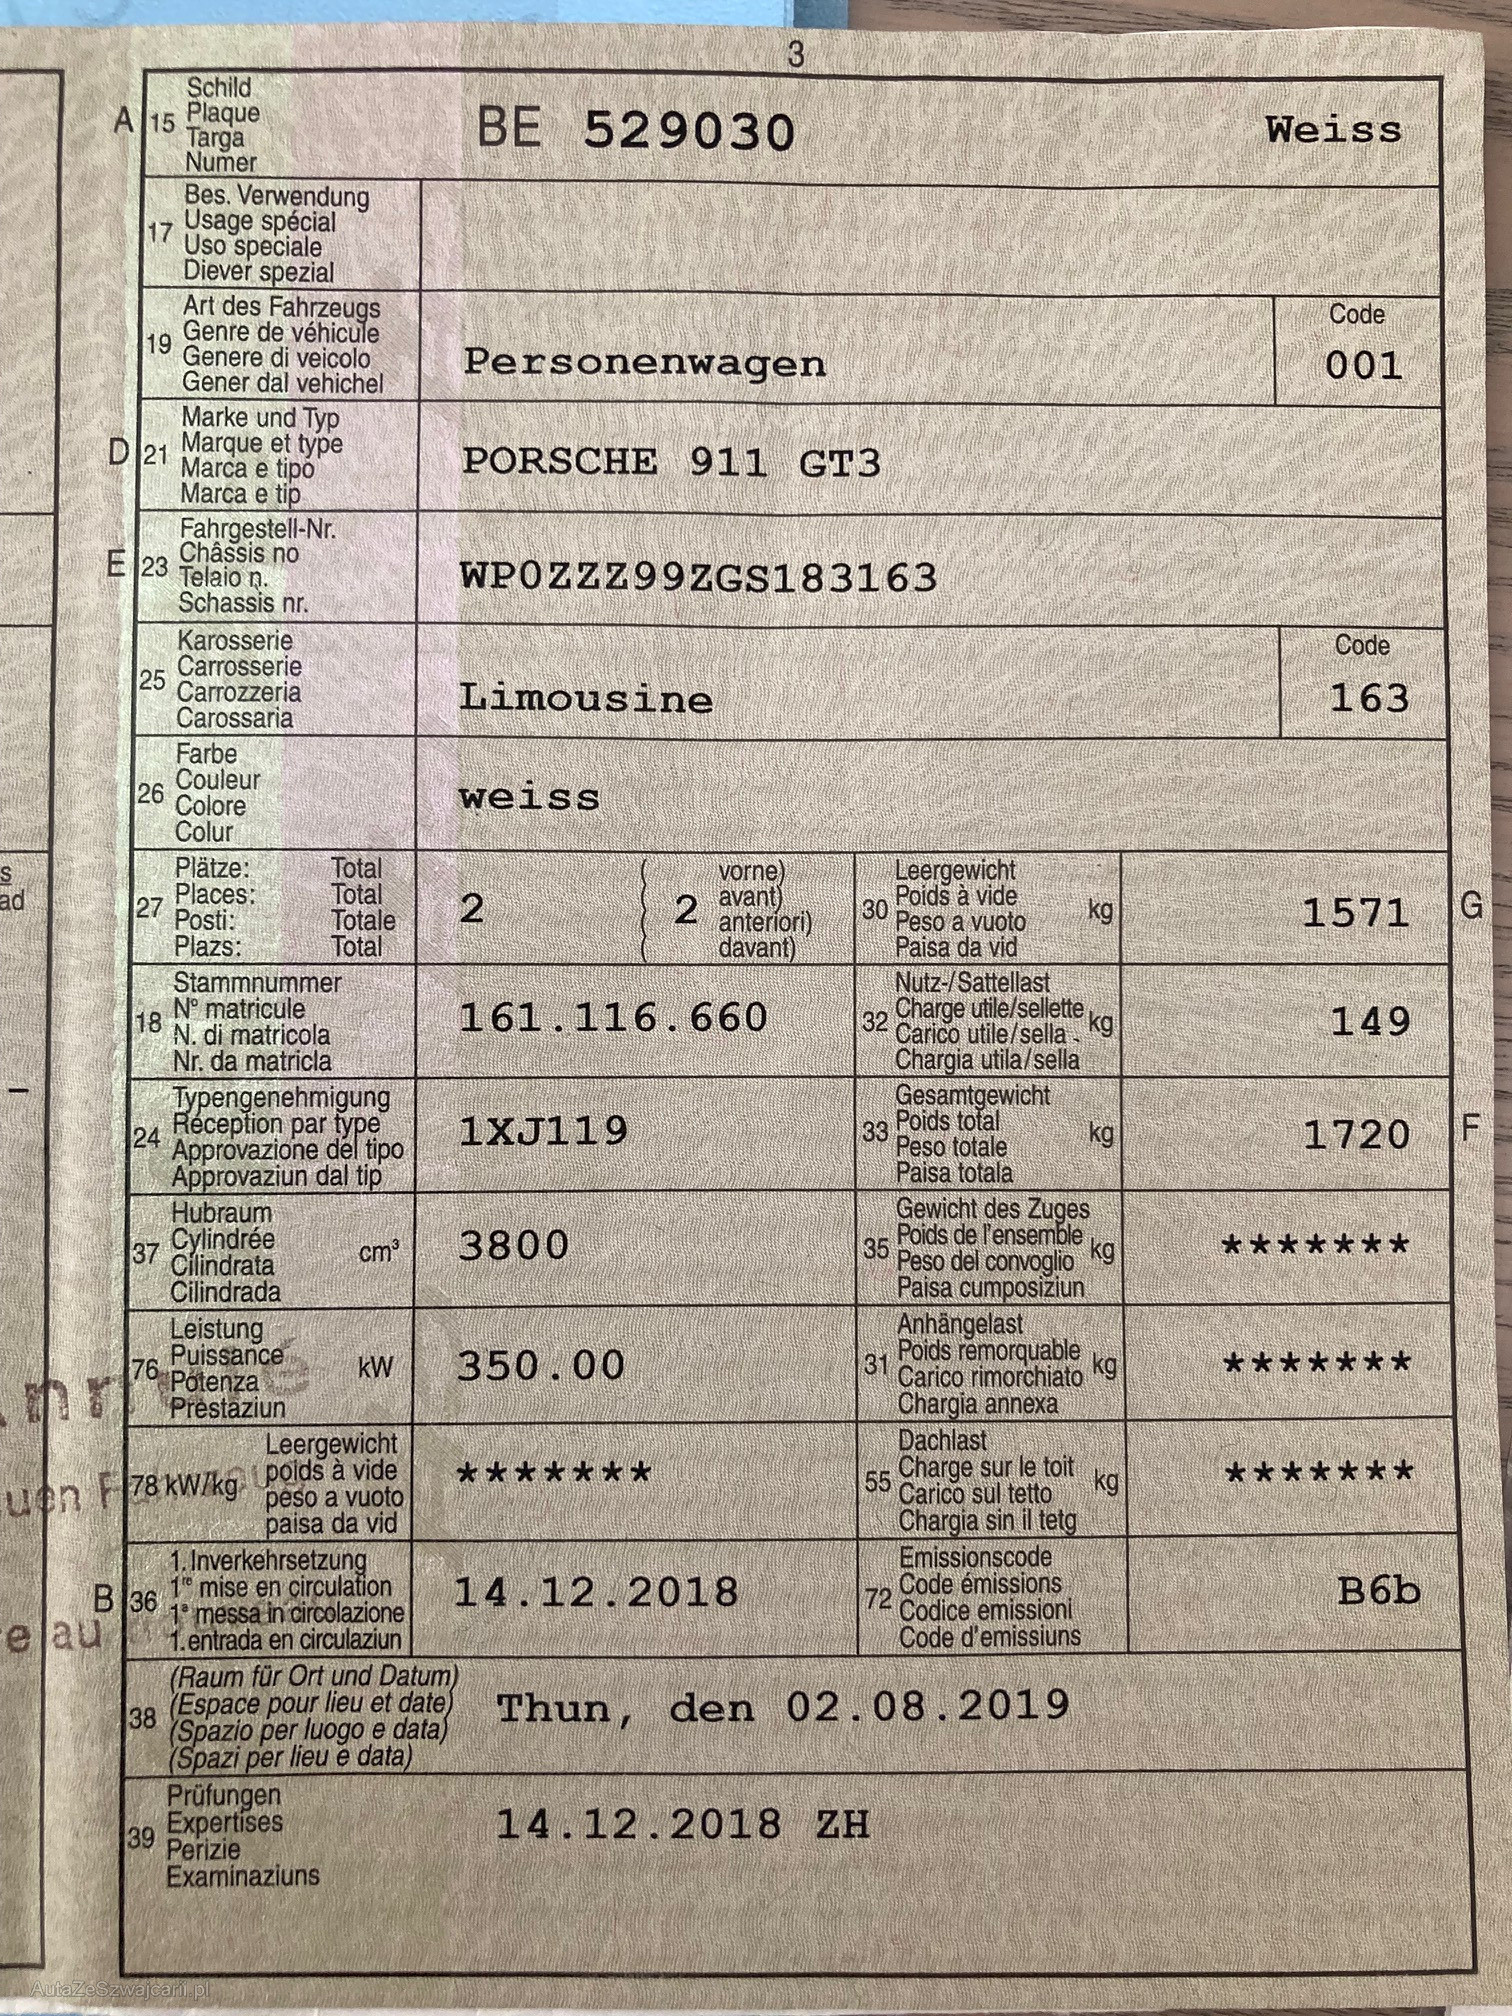 3
A 15 Schild
Plaque
Targa
Numer
BE 529030 Weiss
17 Bes. Verwendung
Usage spécial
Uso speciale
Diever spezial
19 Art des Fahrzeugs
Genre de véhicule
Genere di veicolo
Gener dal vehichel
Personenwagen
Code
001
D 21 Marke und Typ
Marque et type
Marca e tipo
Marca e tip
PORSCHE 911 GT3
E 23 Fahrgestell-Nr.
Châssis no
Telaio n.
Schassis nr.
WP0ZZZ99ZGS183163
25 Karosserie
Carrosserie
Carrozzeria
Carossaria
Limousine
Code
163
26 Farbe
Couleur
Colore
Colur
weiss
27 Plätze: Total
Places: Total
Posti: Totale
Plazs: Total
2 ( 2 vorne)
( avant)
( anteriori)
( davant)
30 Leergewicht
Poids à vide
Peso a vuoto
Paisa da vid
kg 1571 G
18 Stammnummer
N° matricule
N. di matricola
Nr. da matricla
161.116.660
32 Nutz-/Sattellast
Charge utile/sellette
Carico utile/sella
Chargia utila/sella
kg 149
24 Typengenehmigung
Réception par type
Approvazione del tipo
Approvaziun dal tip
1XJ119
33 Gesamtgewicht
Poids total
Peso totale
Paisa totala
kg 1720 F
37 Hubraum
Cylindrée
Cilindrata
Cilindrada
cm³ 3800
35 Gewicht des Zuges
Poids de l'ensemble
Peso del convoglio
Paisa cumposiziun
kg *******
76 Leistung
Puissance
Potenza
Prestaziun
kW 350.00
31 Anhängelast
Poids remorquable
Carico rimorchiato
Chargia annexa
kg *******
78 kW/kg Leergewicht
poids à vide
peso a vuoto
paisa da vid
*******
55 Dachlast
Charge sur le toit
Carico sul tetto
Chargia sin il tetg
kg *******
B 36 1. Inverkehrsetzung
1re mise en circulation
1a messa in circolazione
1. entrada en circulaziun
14.12.2018
72 Emissionscode
Code émissions
Codice emissioni
Code d'emissiuns
B6b
38 (Raum für Ort und Datum)
(Espace pour lieu et date)
(Spazio per luogo e data)
(Spazi per lieu e data)
Thun, den 02.08.2019
39 Prüfungen
Expertises
Perizie
Examinaziuns
14.12.2018 ZH
AutaZeSzwajcarii.pl